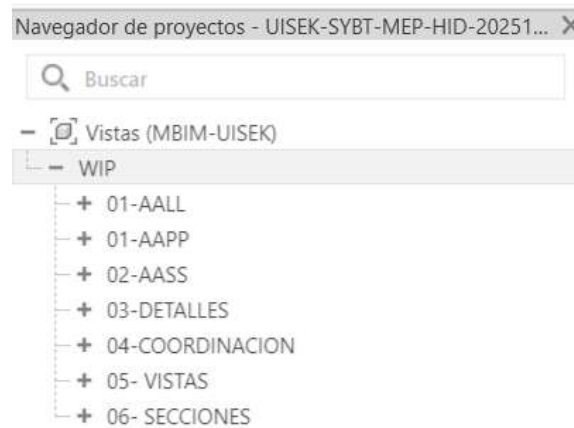 Navegador de proyectos - UISEK-SYBT-MEP-HID-20251...
Buscar
Vistas (MBIM-UISEK)
WIP
01-AALL
01-AAPP
02-AASS
03-DETALLES
04-COORDINACION
05- VISTAS
06- SECCIONES